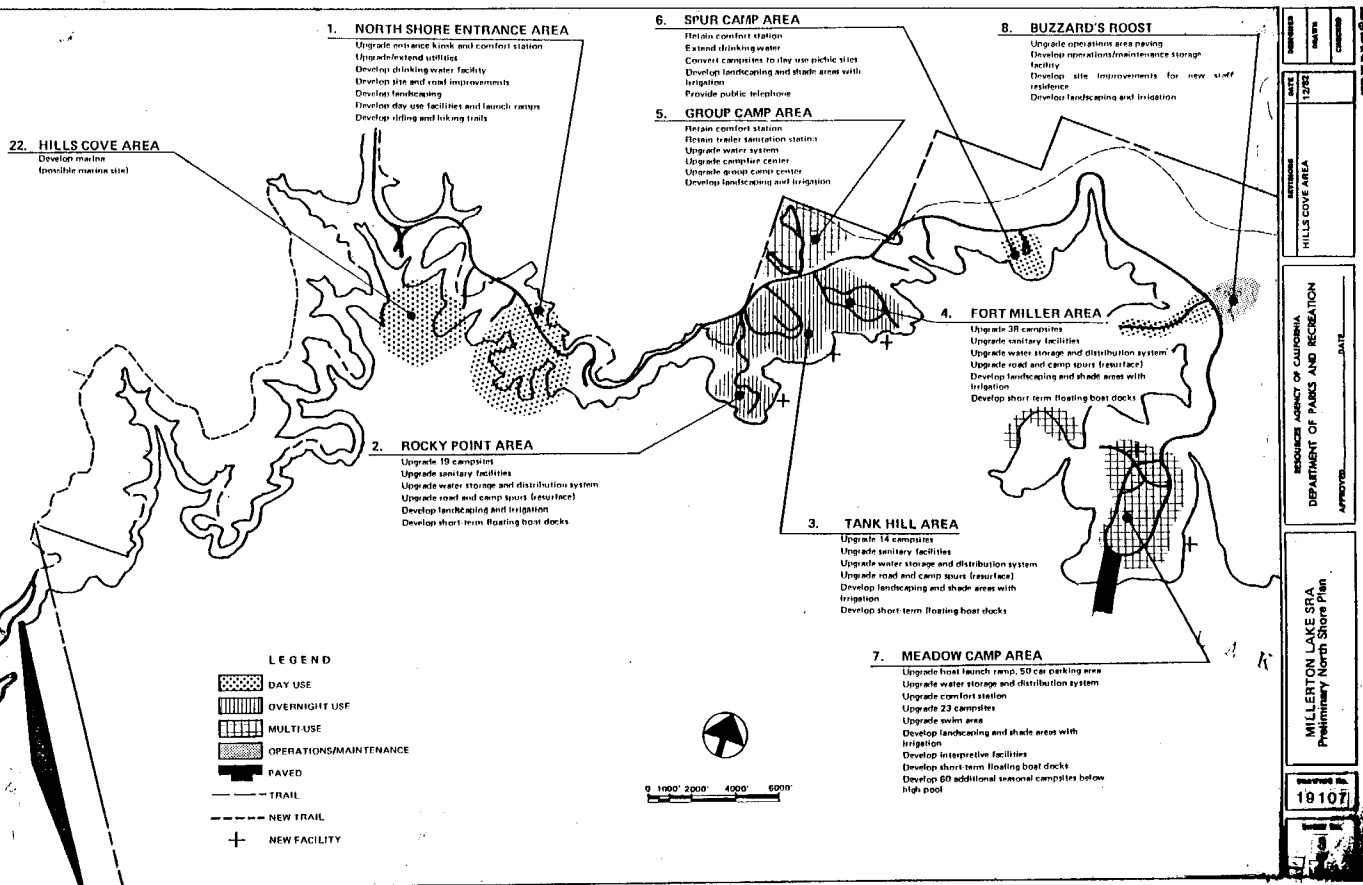 1. NORTH SHORE ENTRANCE AREA
Upgrade entrance kiosk and comfort station
Upgrade/extend utilities
Develop drinking water facility
Develop site and road improvements
Develop landscaping
Develop day use facilities and launch ramps
Develop riding and hiking trails
6. SPUR CAMP AREA
Retain comfort station
Extend drinking water
Convert campsites to day use picnic sites
Develop landscaping and shade areas with
irrigation
Provide public telephone
8. BUZZARD'S ROOST
Upgrade operations area paving
Develop operations/maintenance storage
facility
Develop site improvements for new staff
residence
Develop landscaping and irrigation
5. GROUP CAMP AREA
Retain comfort station
Retain trailer sanitation station
Upgrade water system
Upgrade campfire center
Upgrade group camp center
Develop landscaping and irrigation
22. HILLS COVE AREA
Develop marina
(possible marina site)
4. FORT MILLER AREA
Upgrade 38 campsites
Upgrade sanitary facilities
Upgrade water storage and distribution system
Upgrade road and camp spurs (resurface)
Develop landscaping and shade areas with
irrigation
Develop short-term floating boat docks
2. ROCKY POINT AREA
Upgrade 19 campsites
Upgrade sanitary facilities
Upgrade water storage and distribution system
Upgrade road and camp spurs (resurface)
Develop landscaping and irrigation
Develop short-term floating boat docks
3. TANK HILL AREA
Upgrade 14 campsites
Upgrade sanitary facilities
Upgrade water storage and distribution system
Upgrade road and camp spurs (resurface)
Develop landscaping and shade areas with
irrigation
Develop short-term floating boat docks
7. MEADOW CAMP AREA
Upgrade boat launch ramp, 50 car parking area
Upgrade water storage and distribution system
Upgrade comfort station
Upgrade 23 campsites
Upgrade swim area
Develop landscaping and shade areas with
irrigation
Develop interpretive facilities
Develop short-term floating boat docks
Develop 60 additional seasonal campsites below
high pool
L A K
LEGEND
DAY USE
OVERNIGHT USE
MULTI-USE
OPERATIONS/MAINTENANCE
PAVED
TRAIL
NEW TRAIL
NEW FACILITY
0 1000' 2000' 4000' 6000'
DESIGNED
DRAWN
CHECKED
DATE
12/82
REVISIONS
HILLS COVE AREA
RESOURCES AGENCY OF CALIFORNIA
DEPARTMENT OF PARKS AND RECREATION
APPROVED DATE
MILLERTON LAKE SRA
Preliminary North Shore Plan
DRAWING No.
19107